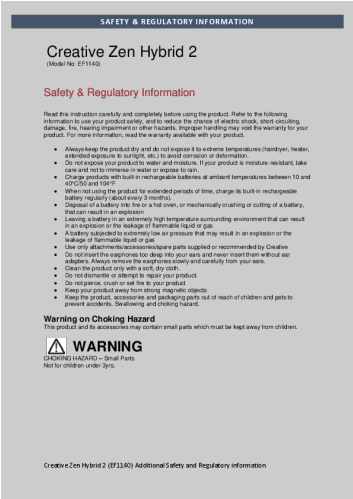 SAFETY & REGULATORY INFORMATION
Creative Zen Hybrid 2
(Model No: EF1140)
Safety & Regulatory Information
Read this instruction carefully and completely before using the product. Refer to the following
information to use your product safely, and to reduce the chance of electric shock, short-circuiting,
damage, fire, hearing impairment or other hazards. Improper handling may void the warranty for your
product. For more information, read the warranty available with your product.
• Always keep the product dry and do not expose it to extreme temperatures (hairdryer, heater,
extended exposure to sunlight, etc.) to avoid corrosion or deformation.
• Do not expose your product to water and moisture. If your product is moisture-resistant, take
care and not to immerse in water or expose to rain.
• Charge products with built-in rechargeable batteries at ambient temperatures between 10 and
40°C/50 and 104°F
• When not using the product for extended periods of time, charge its built-in rechargeable
battery regularly (about every 3 months).
• Disposal of a battery into fire or a hot oven, or mechanically crushing or cutting of a battery,
that can result in an explosion
• Leaving a battery in an extremely high temperature surrounding environment that can result
in an explosion or the leakage of flammable liquid or gas
• A battery subjected to extremely low air pressure that may result in an explosion or the
leakage of flammable liquid or gas
• Use only attachments/accessories/spare parts supplied or recommended by Creative
• Do not insert the earphones too deep into your ears and never insert them without ear
adapters. Always remove the earphones slowly and carefully from your ears.
• Clean the product only with a soft, dry cloth.
• Do not dismantle or attempt to repair your product.
• Do not pierce, crush or set fire to your product
• Keep your product away from strong magnetic objects
• Keep the product, accessories and packaging parts out of reach of children and pets to
prevent accidents. Swallowing and choking hazard.
Warning on Choking Hazard
This product and its accessories may contain small parts which must be kept away from children.
WARNING
CHOKING HAZARD – Small Parts
Not for children under 3yrs.
Creative Zen Hybrid 2 (EF1140) Additional Safety and Regulatory information